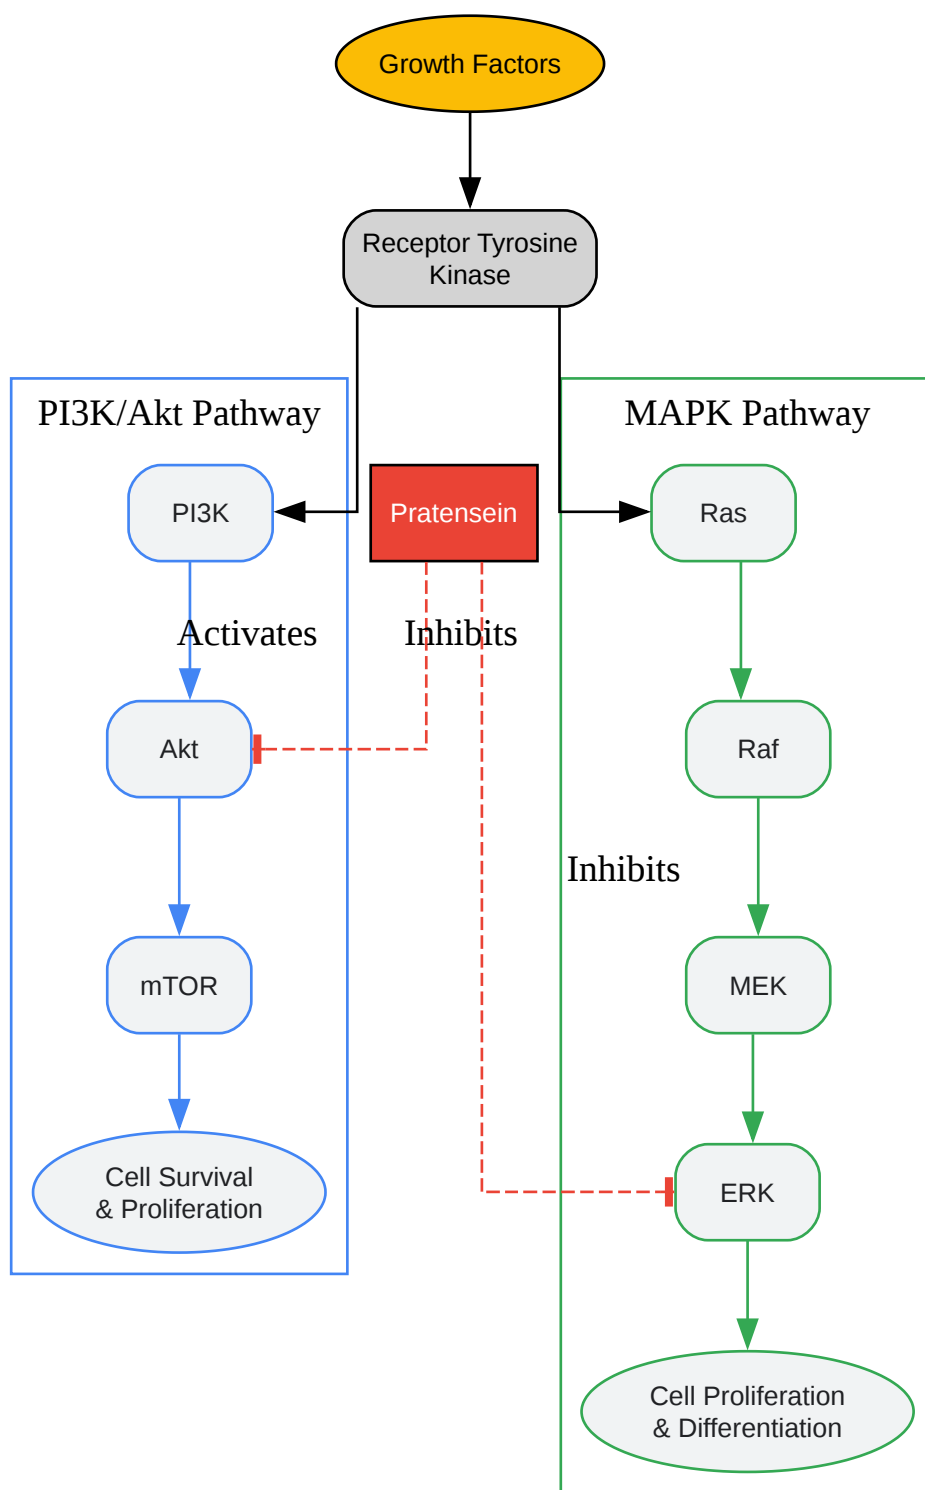 Growth Factors
Receptor Tyrosine
Kinase
PI3K/Akt Pathway
MAPK Pathway
PI3K
Pratensein
Ras
Activates
Inhibits
Akt
Raf
Inhibits
mTOR
MEK
Cell Survival
& Proliferation
ERK
Cell Proliferation
& Differentiation